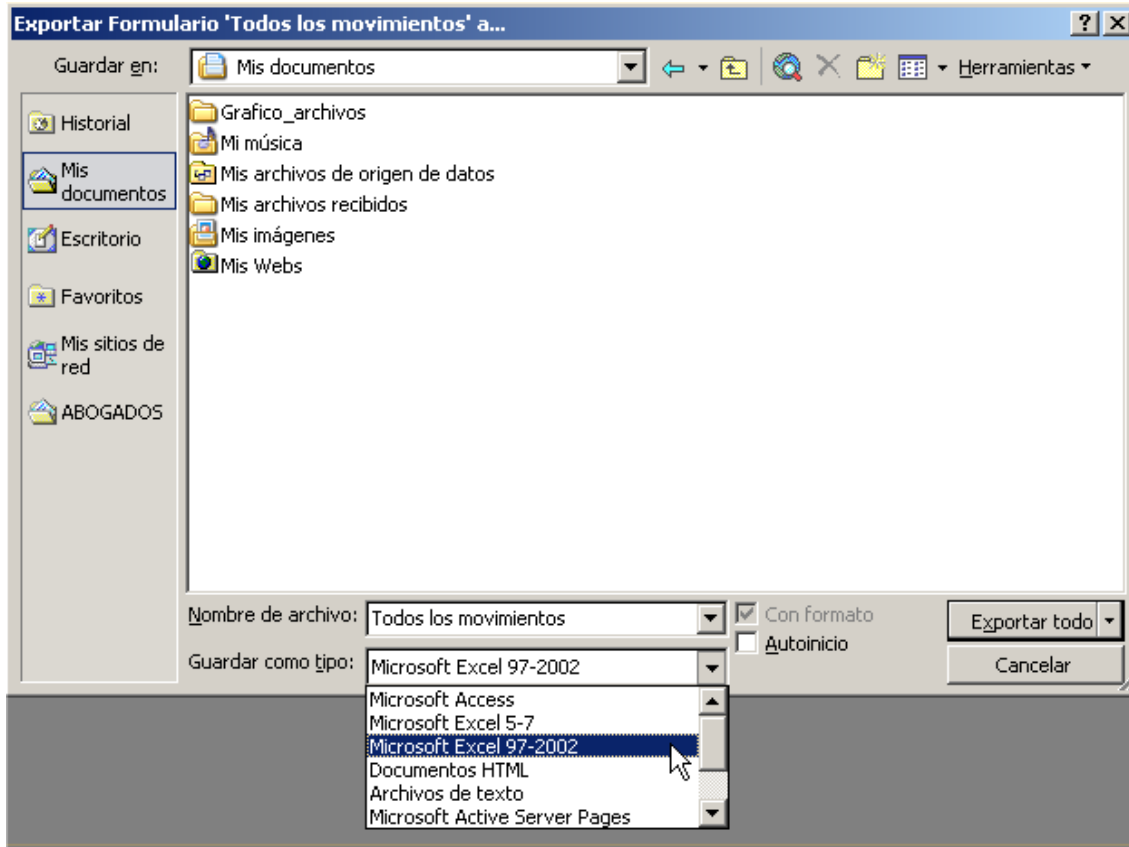 Exportar Formulario 'Todos los movimientos' a...
Guardar en:
Mis documentos
Herramientas
Historial
Mis documentos
Escritorio
Favoritos
Mis sitios de red
ABOGADOS
Grafico_archivos
Mi música
Mis archivos de origen de datos
Mis archivos recibidos
Mis imágenes
Mis Webs
Nombre de archivo:
Todos los movimientos
Con formato
Autoinicio
Exportar todo
Guardar como tipo:
Microsoft Excel 97-2002
Cancelar
Microsoft Access
Microsoft Excel 5-7
Microsoft Excel 97-2002
Documentos HTML
Archivos de texto
Microsoft Active Server Pages